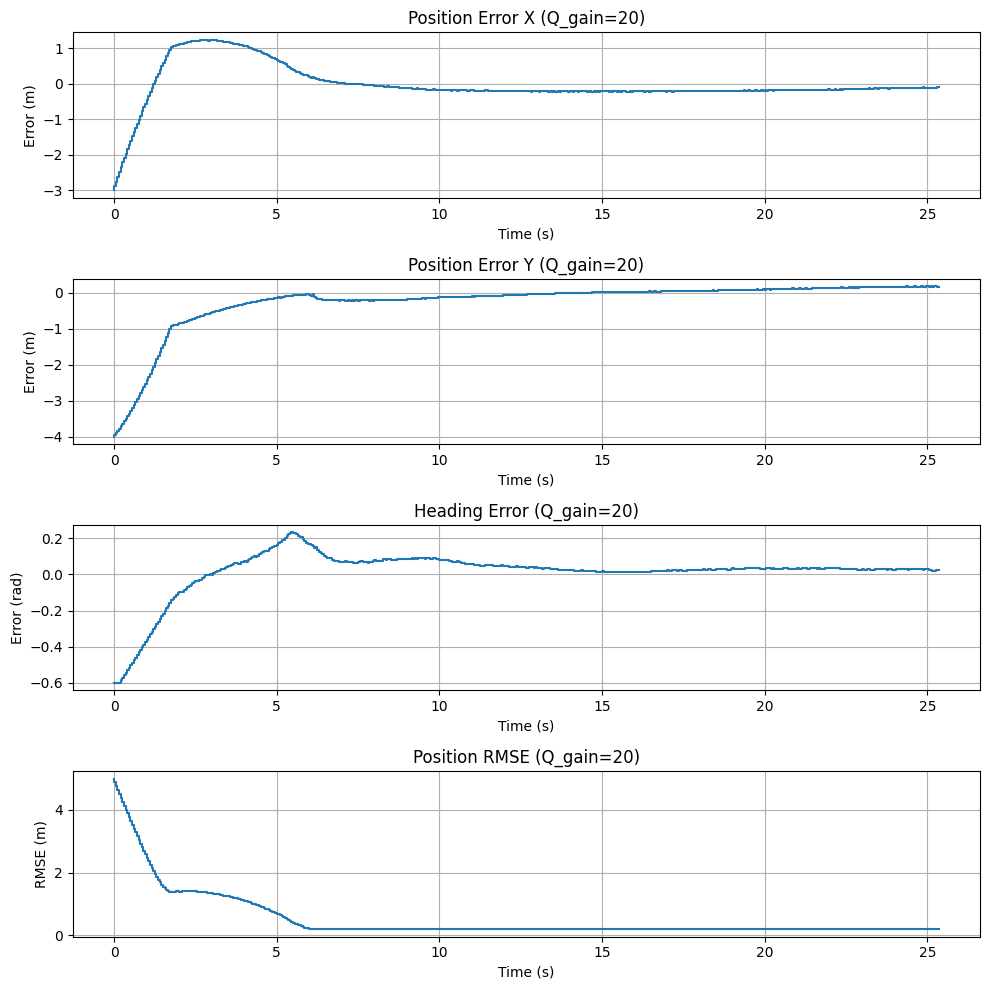 Position Error X (Q_gain=20)
1
0
−1
−2
−3
Error (m)
0 5 10 15 20 25
Time (s)
Position Error Y (Q_gain=20)
0
−1
−2
−3
−4
Error (m)
0 5 10 15 20 25
Time (s)
Heading Error (Q_gain=20)
0.2
0.0
−0.2
−0.4
−0.6
Error (rad)
0 5 10 15 20 25
Time (s)
Position RMSE (Q_gain=20)
4
2
0
RMSE (m)
0 5 10 15 20 25
Time (s)